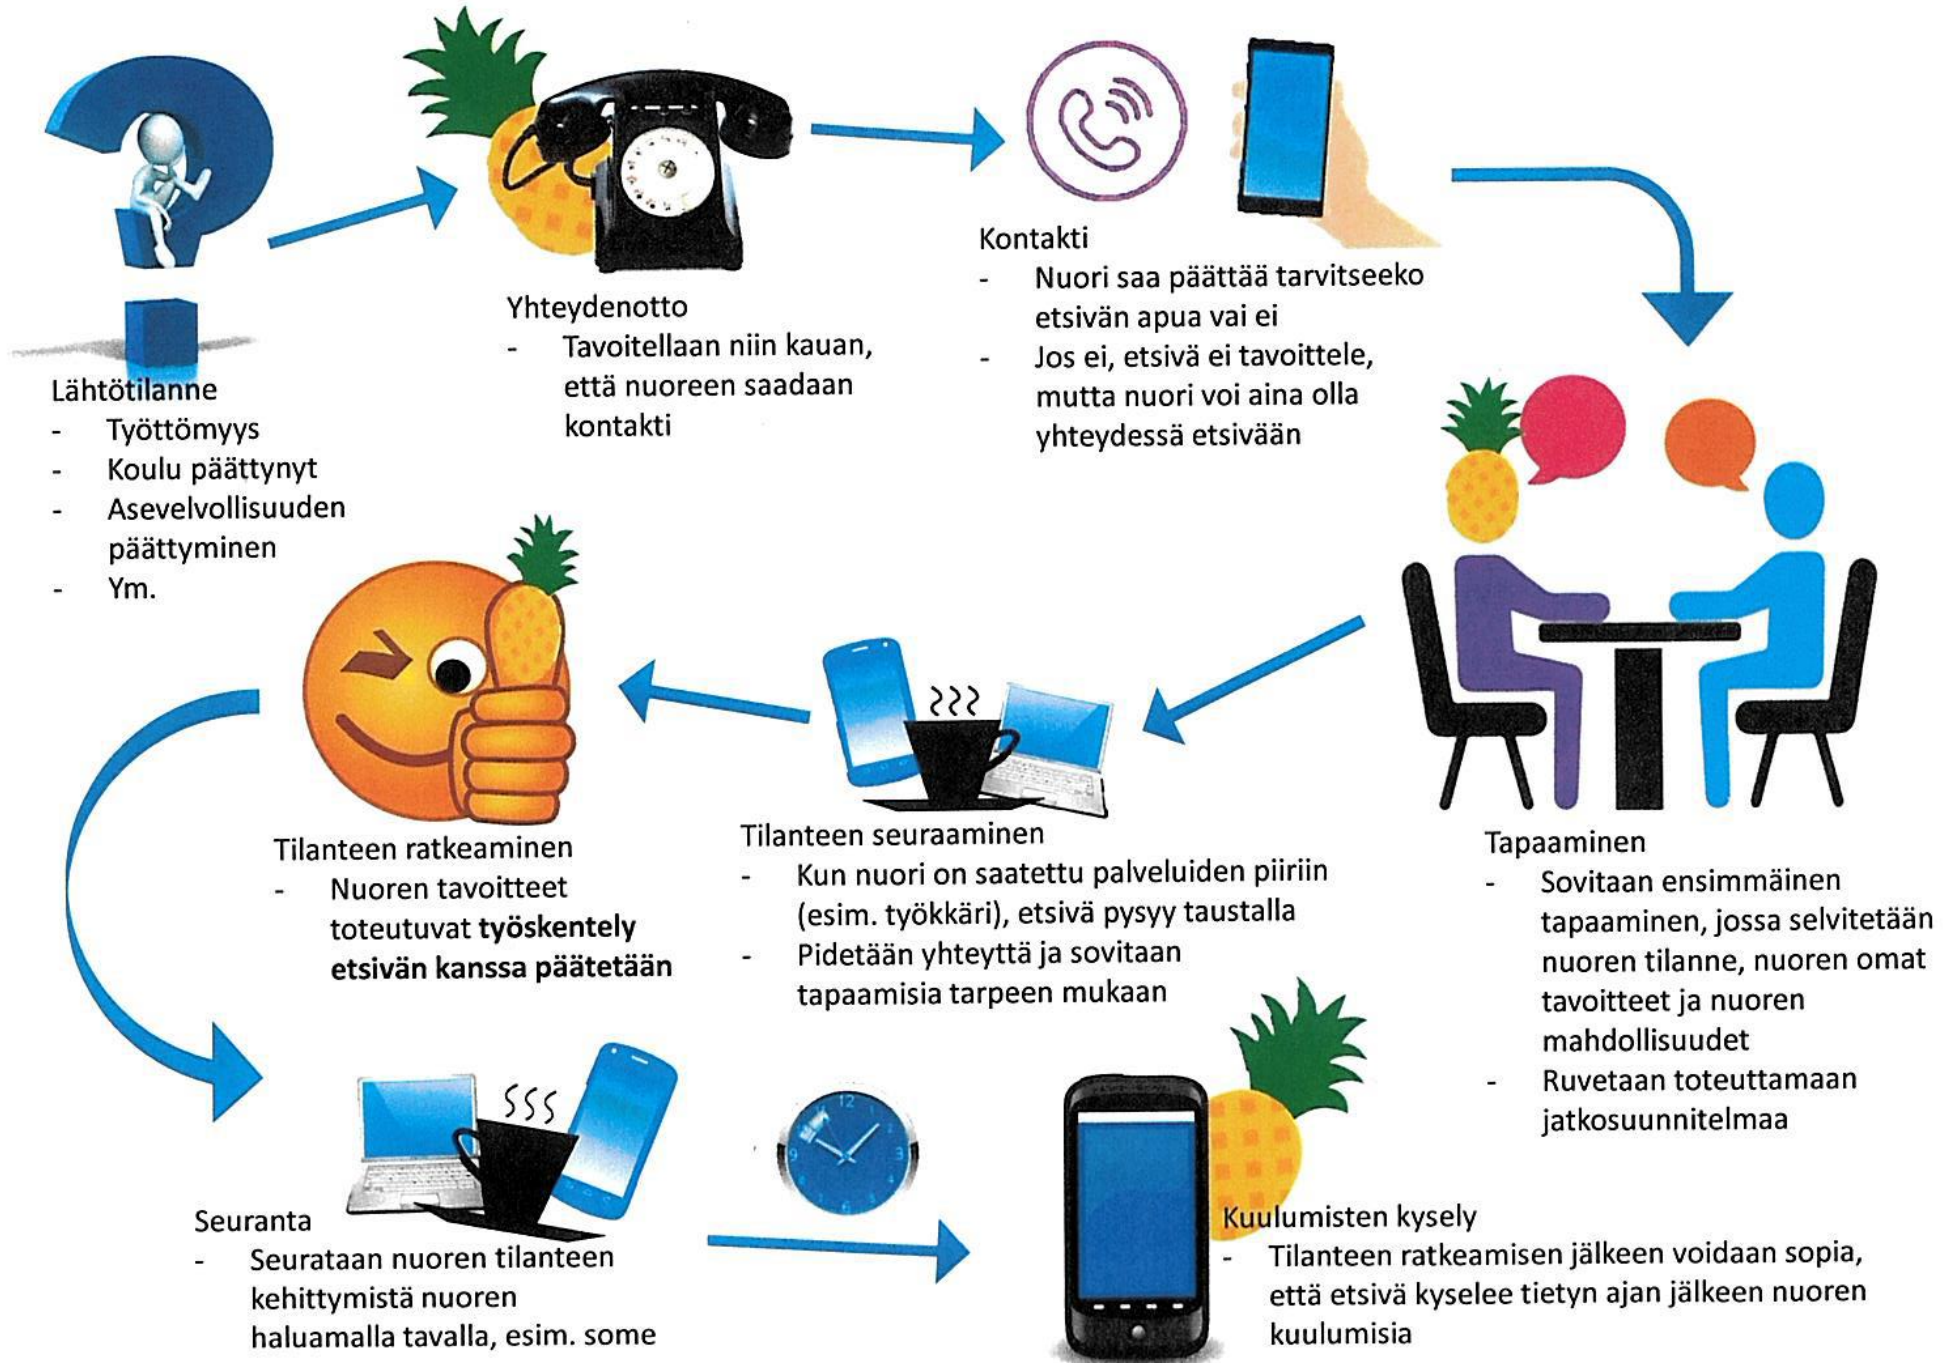 Lähtötilanne
- Työttömyys
- Koulu päättynyt
- Asevelvollisuuden
päättyminen
- Ym.
Yhteydenotto
- Tavoitellaan niin kauan,
että nuoreen saadaan
kontakti
Kontakti
- Nuori saa päättää tarvitseeko
etsivän apua vai ei
- Jos ei, etsivä ei tavoittele,
mutta nuori voi aina olla
yhteydessä etsivään
Tapaaminen
- Sovitaan ensimmäinen
tapaaminen, jossa selvitetään
nuoren tilanne, nuoren omat
tavoitteet ja nuoren
mahdollisuudet
- Ruvetaan toteuttamaan
jatkosuunnitelmaa
Tilanteen seuraaminen
- Kun nuori on saatettu palveluiden piiriin
(esim. työkkäri), etsivä pysyy taustalla
- Pidetään yhteyttä ja sovitaan
tapaamisia tarpeen mukaan
Tilanteen ratkeaminen
- Nuoren tavoitteet
toteutuvat työskentely
etsivän kanssa päätetään
Seuranta
- Seurataan nuoren tilanteen
kehittymistä nuoren
haluamalla tavalla, esim. some
12
3
9
Kuulumisten kysely
- Tilanteen ratkeamisen jälkeen voidaan sopia,
että etsivä kyselee tietyn ajan jälkeen nuoren
kuulumisia